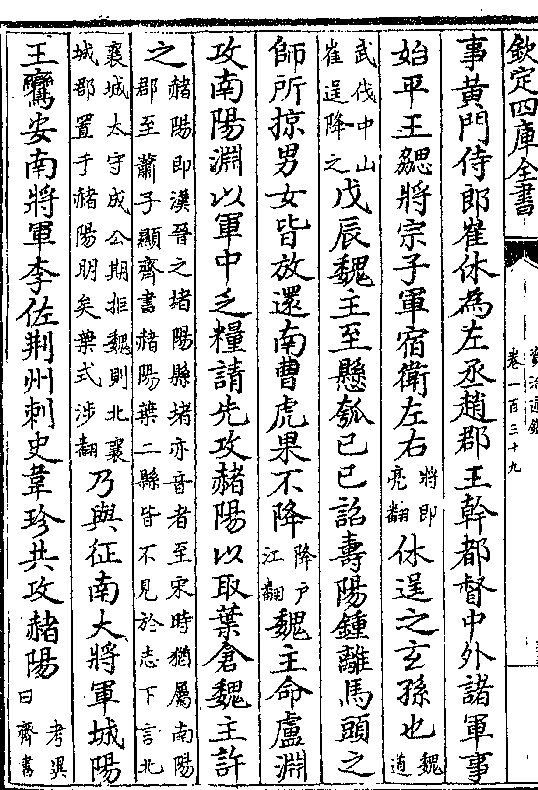 欽定四庫全書
資治通鑑
卷一百三十九
事黃門侍郎崔休為左丞趙郡王幹都督中外諸軍事
始平王勰將宗子軍宿衛左右將即亮翻休逞之玄孫也魏道
武伐中山崔逞降之戊辰魏主至懸瓠己巳詔壽陽鍾離馬頭之
師所掠男女皆放還南曹虎果不降降户江翻魏主命盧淵
攻南陽淵以軍中乏糧請先攻赭陽以取葉倉魏主許
之赭陽即漢晉之堵陽縣堵亦音者至宋時猶屬南陽郡至蕭子顯齊書赭陽葉二縣皆不見於志下言北
襄城太守成公期拒魏則北襄城郡置于赭陽明矣葉式涉翻乃與征南大將軍城陽
王鸞安南將軍李佐荆州刺史韋珍共攻赭陽考異曰齊書